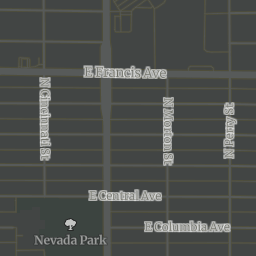 E Francis Ave
N Cincinnati St
N Morton St
N Perry St
E Central Ave
E Columbia Ave
Nevada Park